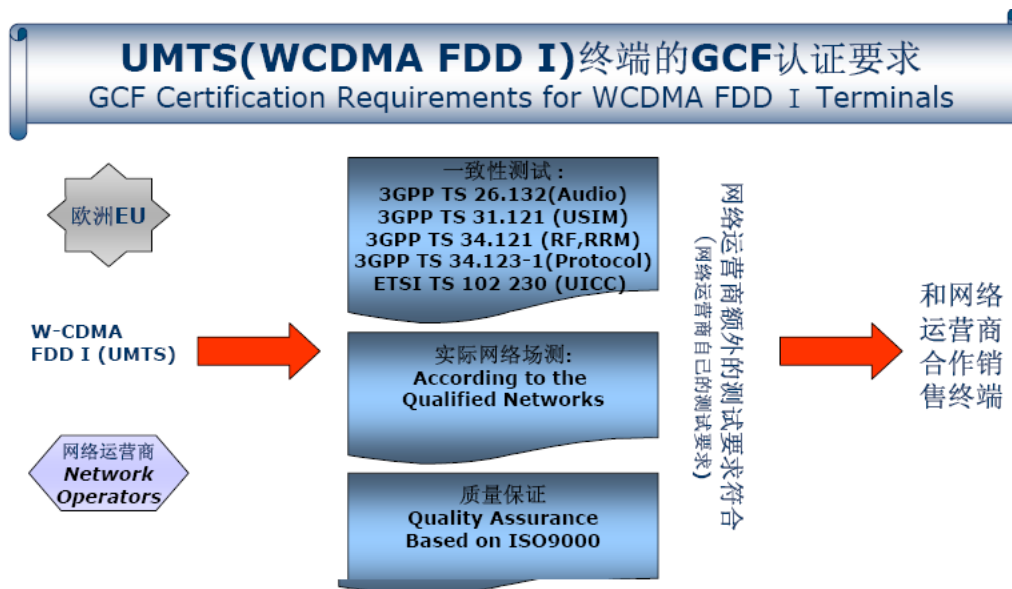 UMTS(WCDMA FDD I)终端的GCF认证要求
GCF Certification Requirements for WCDMA FDD Ⅰ Terminals
欧洲EU
W-CDMA
FDD I (UMTS)
网络运营商
Network
Operators
一致性测试：
3GPP TS 26.132(Audio)
3GPP TS 31.121 (USIM)
3GPP TS 34.121 (RF,RRM)
3GPP TS 34.123-1(Protocol)
ETSI TS 102 230 (UICC)
实际网络场测:
According to the
Qualified Networks
质量保证
Quality Assurance
Based on ISO9000
网络运营商额外的测试要求符合
(网络运营商自己的测试要求)
和网络
运营商
合作销
售终端